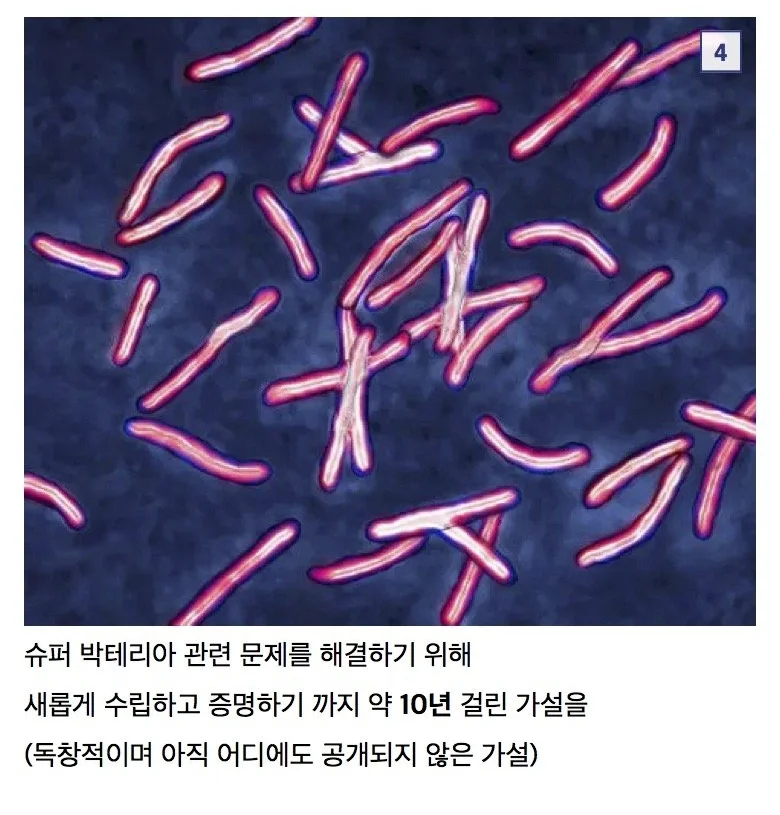 4
슈퍼 박테리아 관련 문제를 해결하기 위해
새롭게 수립하고 증명하기 까지 약 10년 걸린 가설을
(독창적이며 아직 어디에도 공개되지 않은 가설)